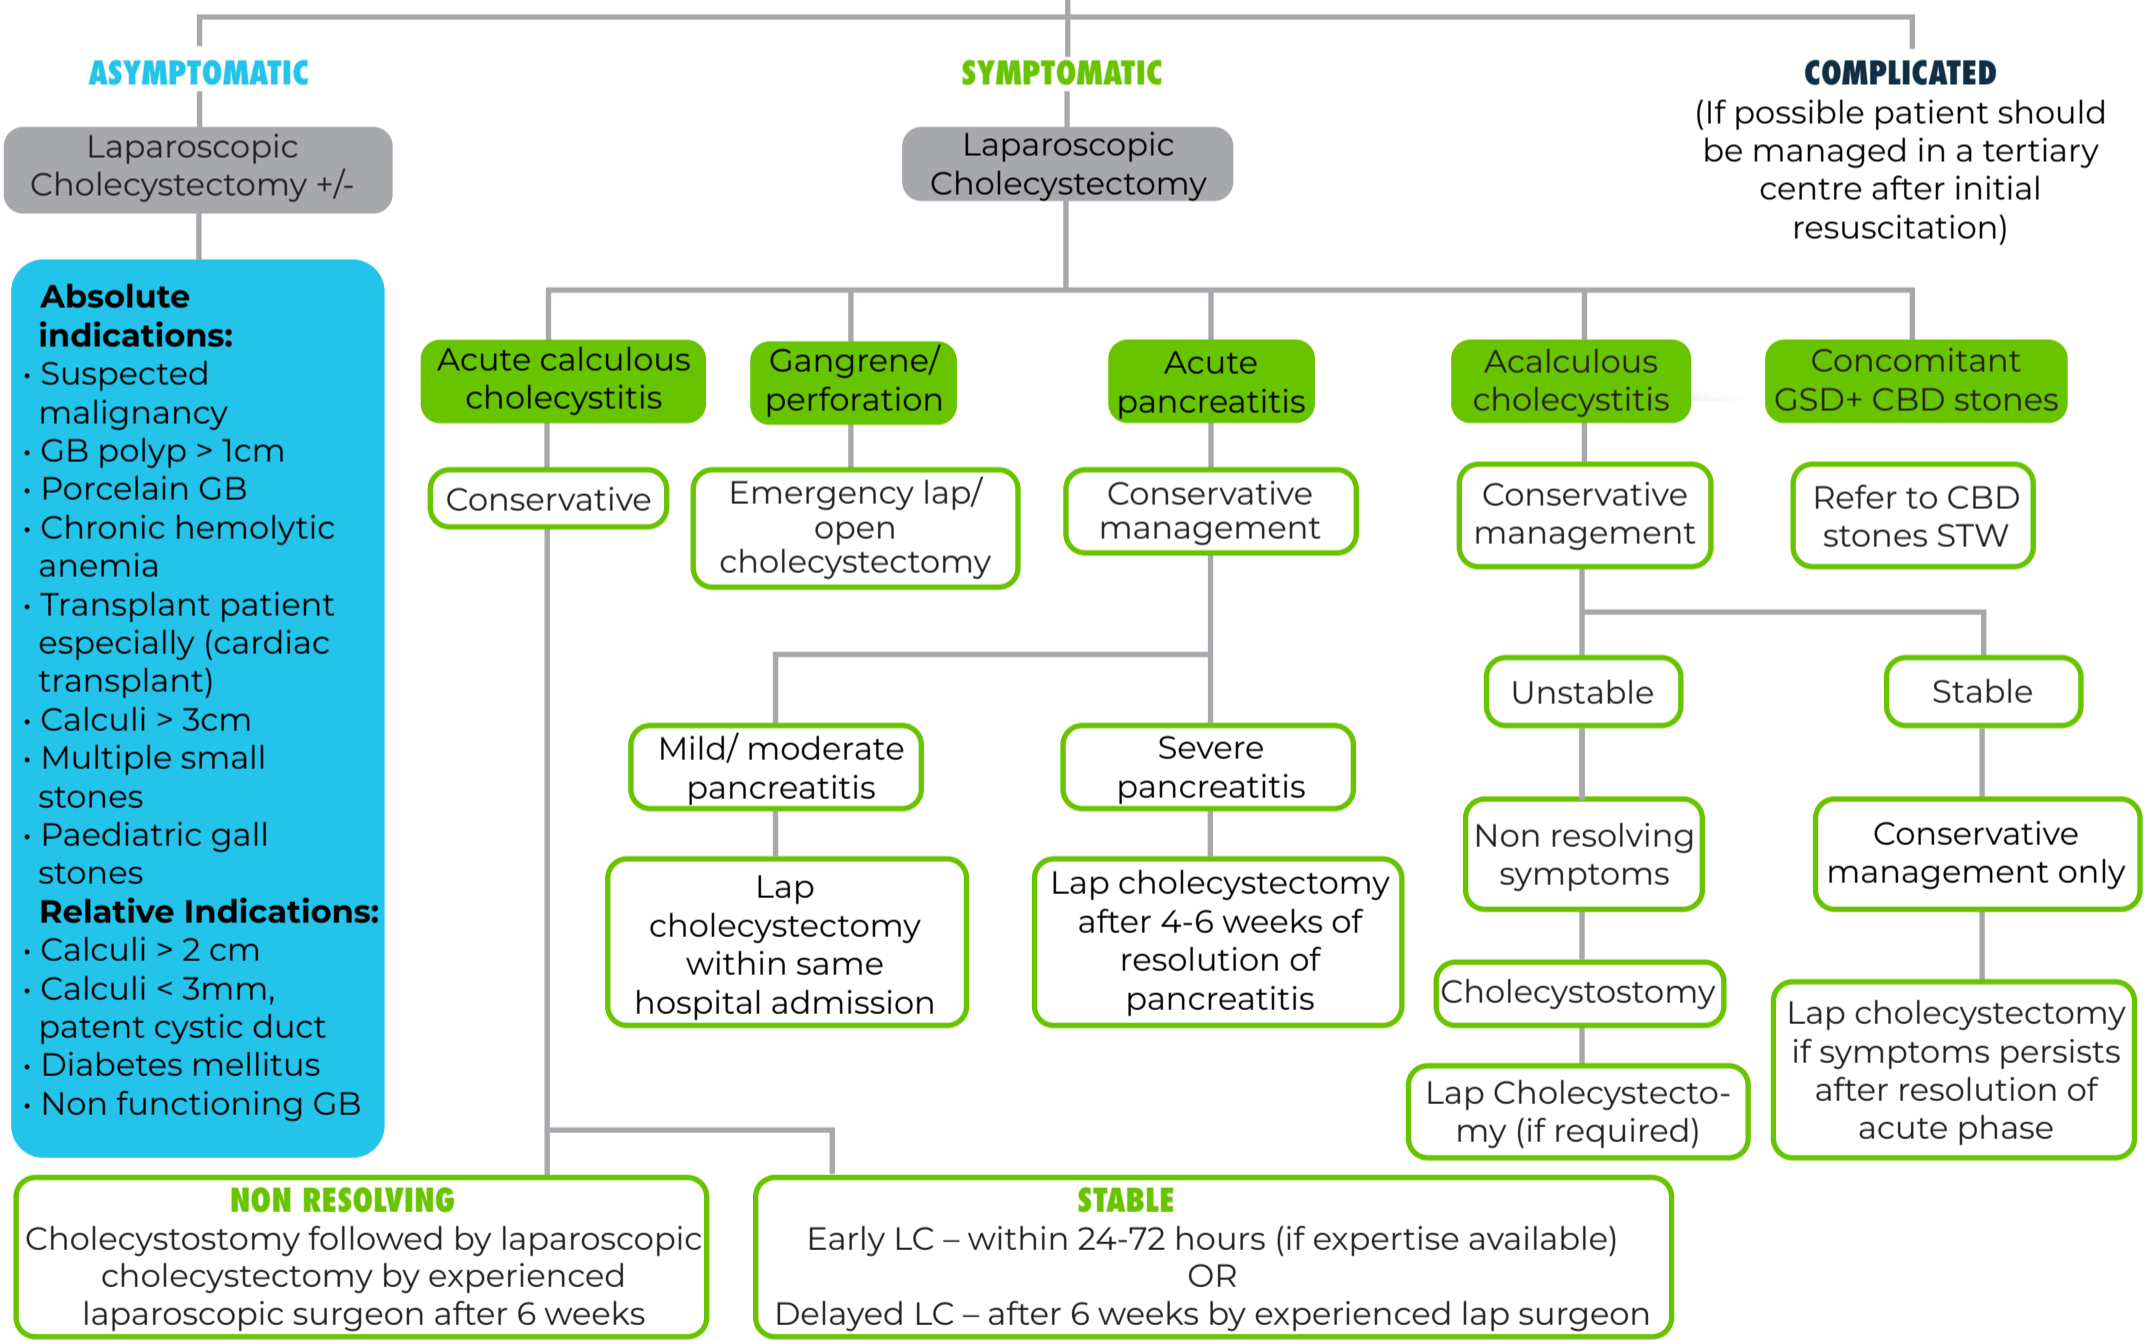 ASYMPTOMATIC
Laparoscopic
Cholecystectomy +/-
Absolute
indications:
· Suspected
malignancy
· GB polyp > 1cm
· Porcelain GB
· Chronic hemolytic
anemia
· Transplant patient
especially (cardiac
transplant)
· Calculi > 3cm
· Multiple small
stones
· Paediatric gall
stones
Relative Indications:
· Calculi > 2 cm
· Calculi < 3mm,
patent cystic duct
· Diabetes mellitus
· Non functioning GB
SYMPTOMATIC
Laparoscopic
Cholecystectomy
Acute calculous
cholecystitis
Conservative
NON RESOLVING
Cholecystostomy followed by laparoscopic
cholecystectomy by experienced
laparoscopic surgeon after 6 weeks
STABLE
Early LC – within 24-72 hours (if expertise available)
OR
Delayed LC – after 6 weeks by experienced lap surgeon
Gangrene/
perforation
Emergency lap/
open
cholecystectomy
Acute
pancreatitis
Conservative
management
Mild/ moderate
pancreatitis
Lap
cholecystectomy
within same
hospital admission
Severe
pancreatitis
Lap cholecystectomy
after 4-6 weeks of
resolution of
pancreatitis
Acalculous
cholecystitis
Conservative
management
Unstable
Non resolving
symptoms
Cholecystostomy
Lap Cholecystecto-
my (if required)
Stable
Conservative
management only
Lap cholecystectomy
if symptoms persists
after resolution of
acute phase
Concomitant
GSD+ CBD stones
Refer to CBD
stones STW
COMPLICATED
(If possible patient should
be managed in a tertiary
centre after initial
resuscitation)